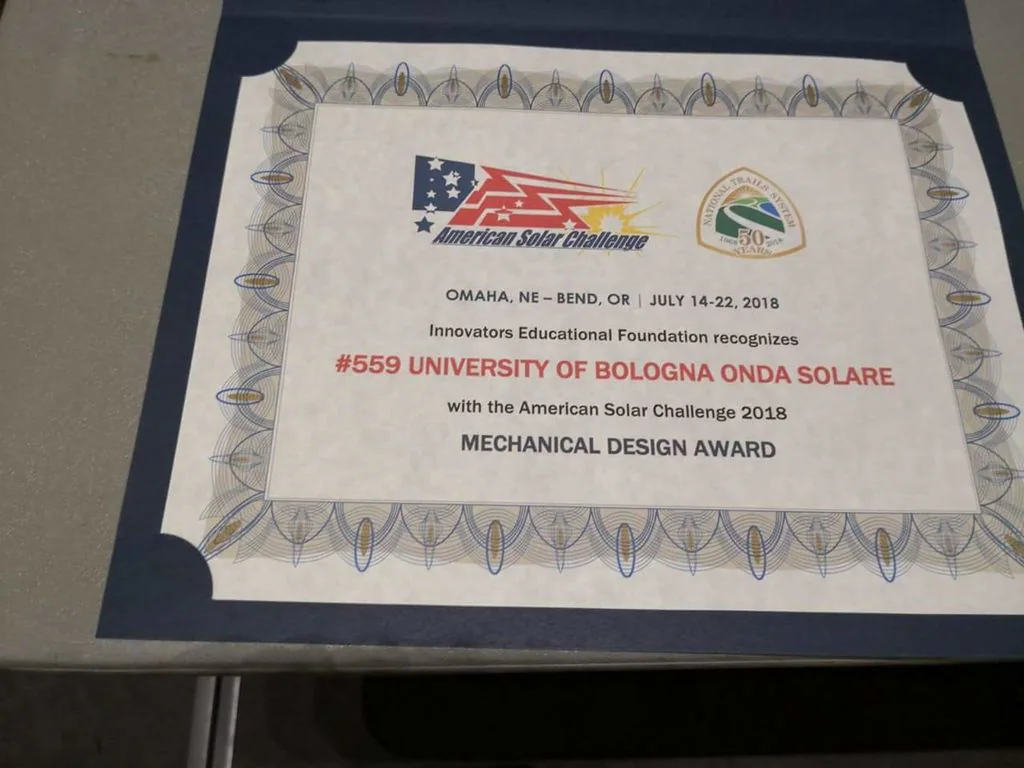 American Solar Challenge
NATIONAL TRAILS SYSTEM
1968 50 2018
YEARS
OMAHA, NE – BEND, OR | JULY 14-22, 2018
Innovators Educational Foundation recognizes
#559 UNIVERSITY OF BOLOGNA ONDA SOLARE
with the American Solar Challenge 2018
MECHANICAL DESIGN AWARD